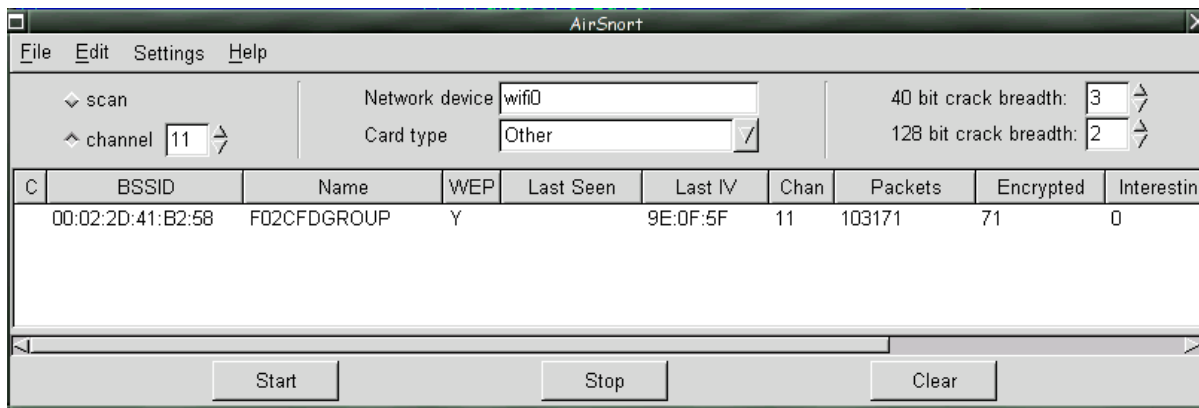 AirSnort
File Edit Settings Help
scan
channel 11
Network device wifi0
Card type Other
40 bit crack breadth: 3
128 bit crack breadth: 2
C BSSID Name WEP Last Seen Last IV Chan Packets Encrypted Interestin
00:02:2D:41:B2:58 F02CFDGROUP Y 9E:0F:5F 11 103171 71 0
Start Stop Clear